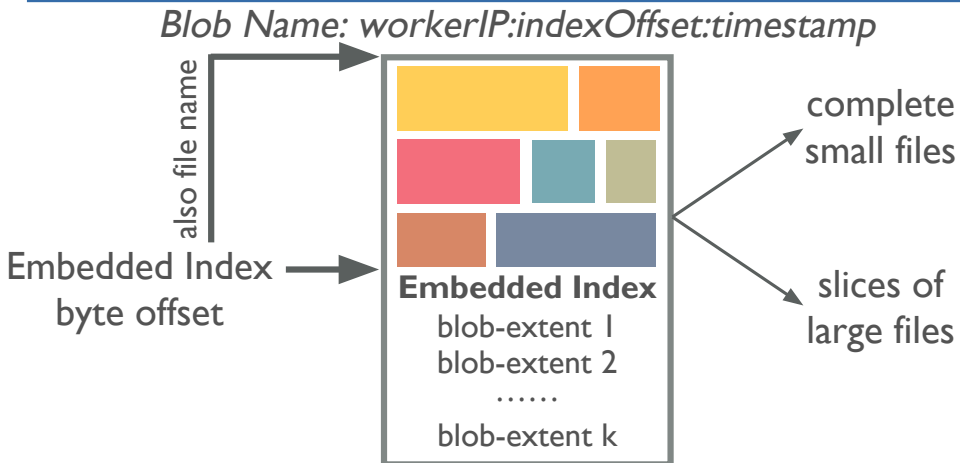 Blob Name: workerIP:indexOffset:timestamp
also file name
Embedded Index
byte offset
Embedded Index
blob-extent 1
blob-extent 2
......
blob-extent k
complete
small files
slices of
large files